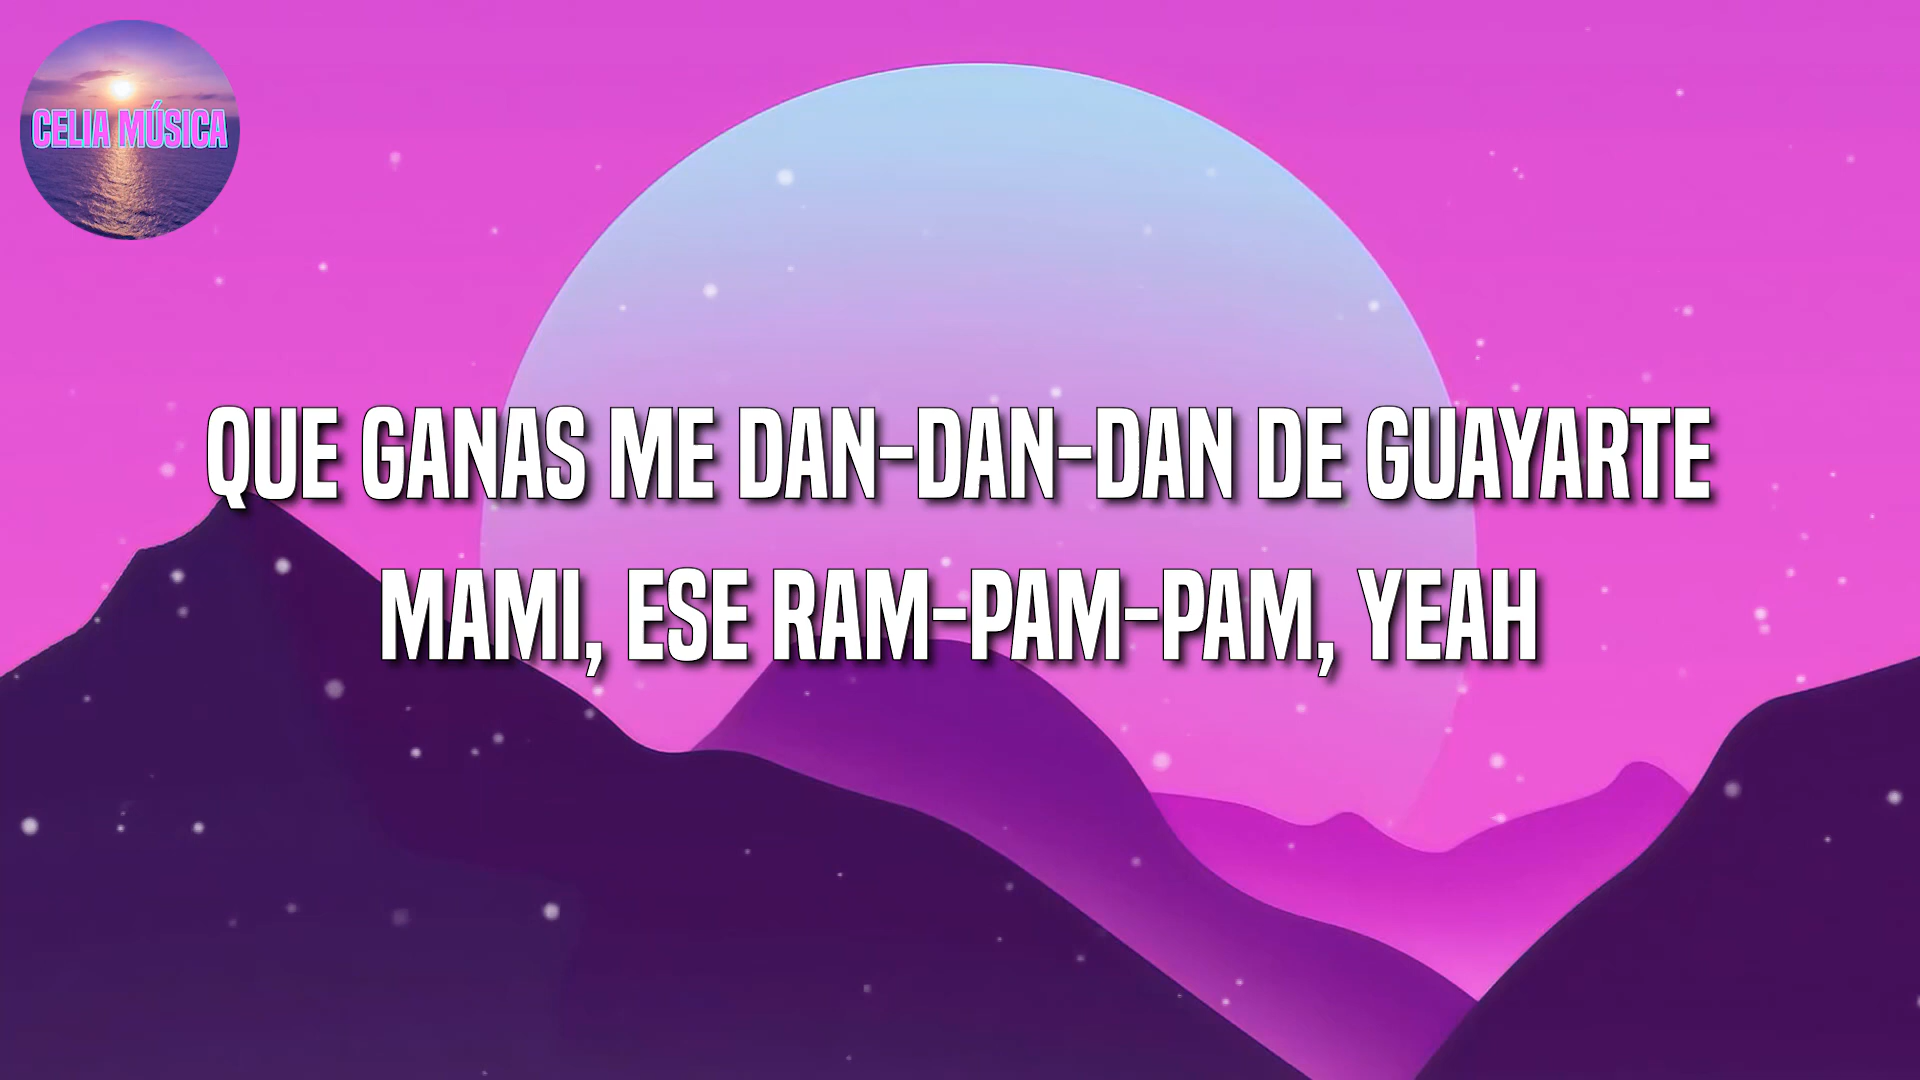 CELIA MÚSICA
QUE GANAS ME DAN-DAN-DAN DE GUAYARTE
MAMI, ESE RAM-PAM-PAM, YEAH